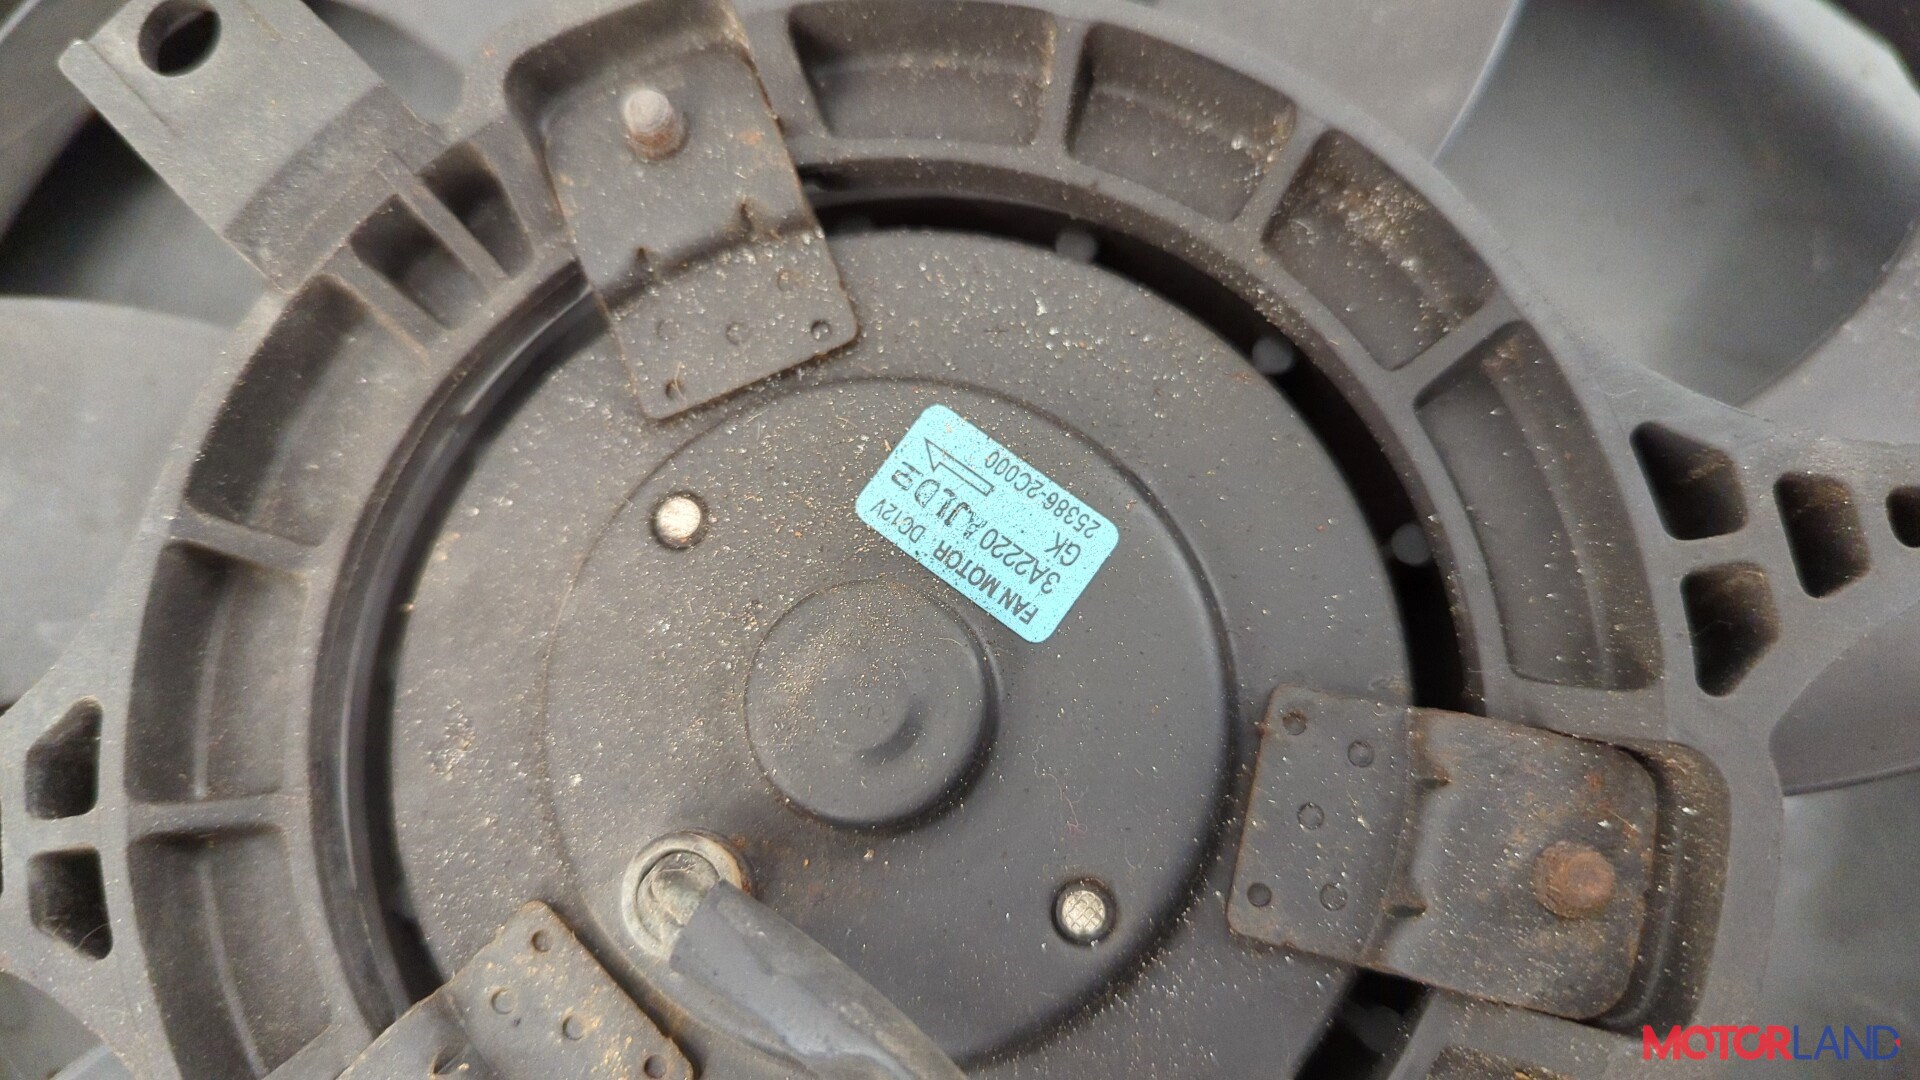 FAN MOTOR DC12V
3A2220
GK
25386-2C000
MOTORLAND